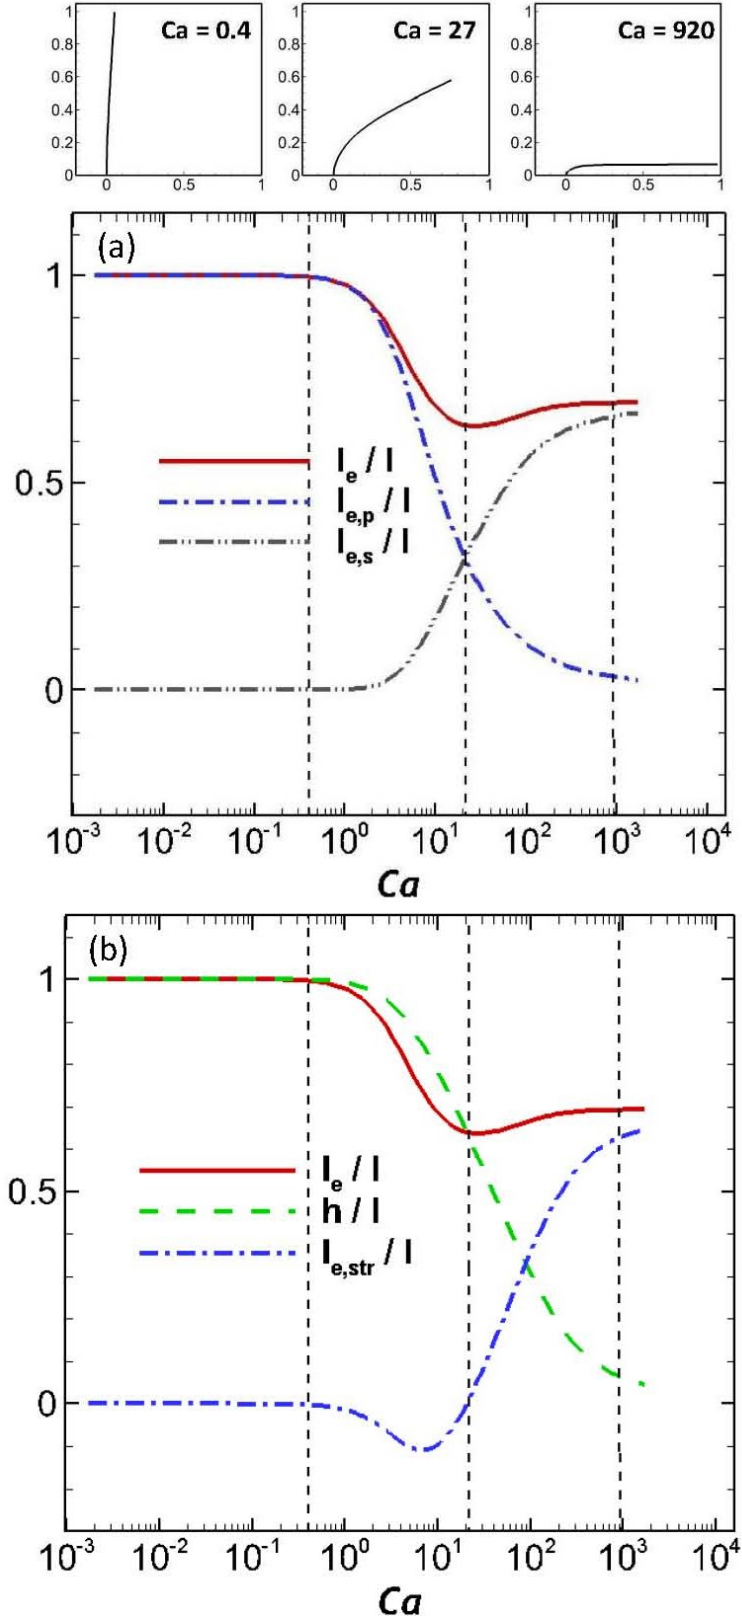 Ca = 0.4
Ca = 27
Ca = 920
1
0.8
0.6
0.4
0.2
0
0 0.5 1
1
0.8
0.6
0.4
0.2
0
0 0.5 1
1
0.8
0.6
0.4
0.2
0
0 0.5 1
(a)
1
0.5
0
l_e / l
l_e,p / l
l_e,s / l
10^-3 10^-2 10^-1 10^0 10^1 10^2 10^3 10^4
Ca
(b)
1
0.5
0
l_e / l
h / l
l_e,str / l
10^-3 10^-2 10^-1 10^0 10^1 10^2 10^3 10^4
Ca